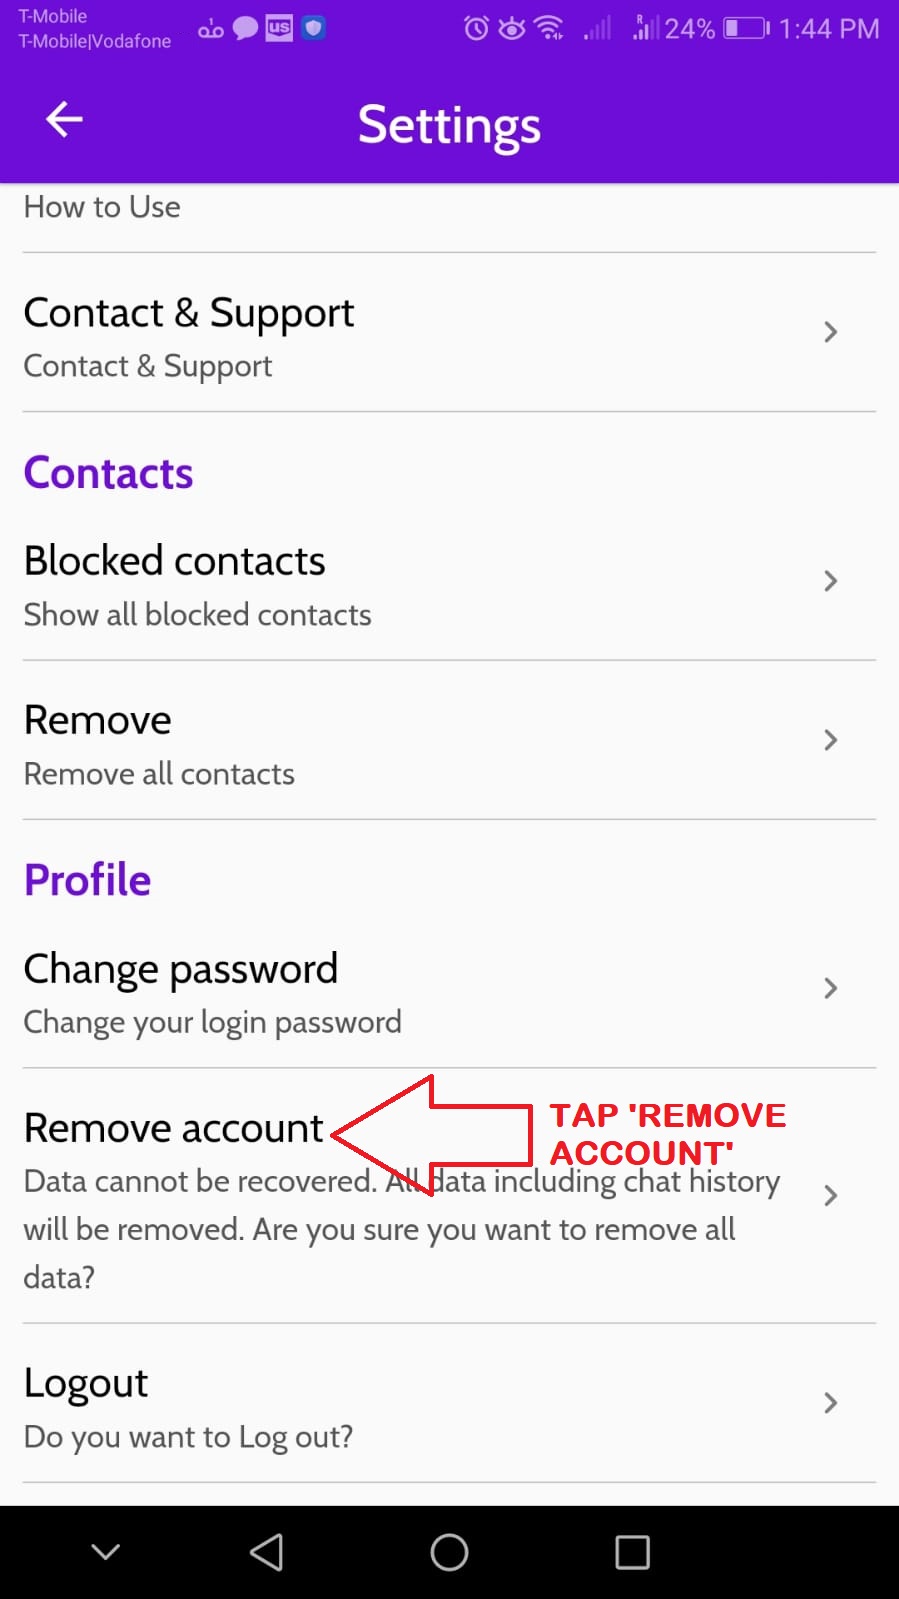 T-Mobile
T-Mobile|Vodafone
us
R
24%
1:44 PM
Settings
How to Use
Contact & Support
Contact & Support
Contacts
Blocked contacts
Show all blocked contacts
Remove
Remove all contacts
Profile
Change password
Change your login password
Remove account
TAP 'REMOVE
ACCOUNT'
Data cannot be recovered. All data including chat history
will be removed. Are you sure you want to remove all
data?
Logout
Do you want to Log out?